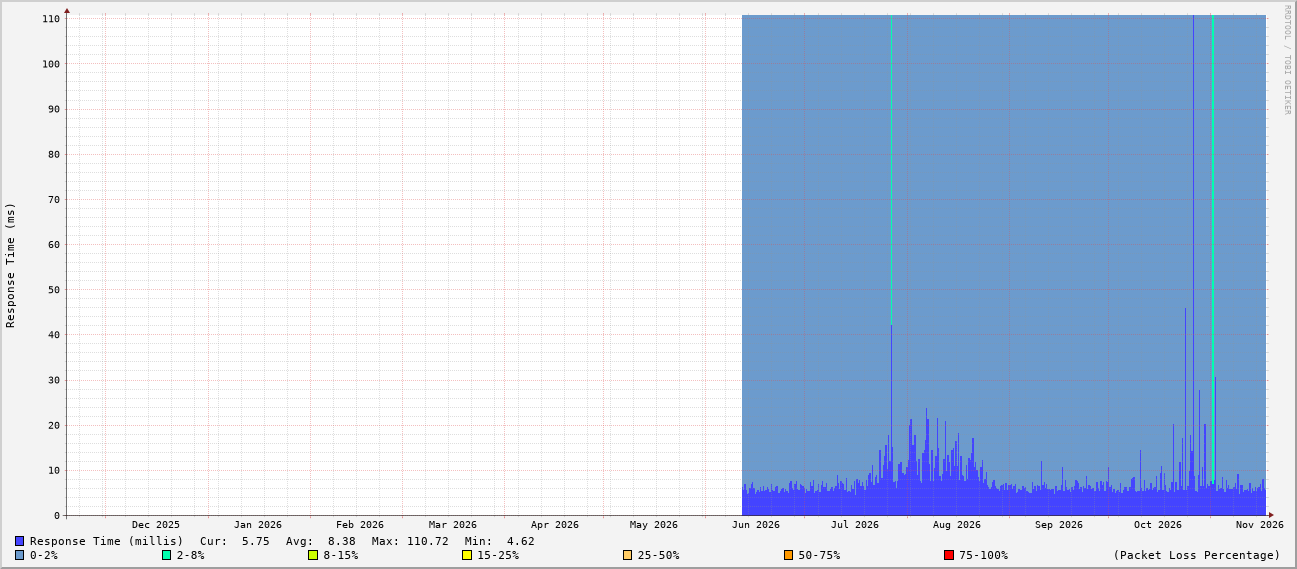 RRDTOOL / TOBI OETIKER
Response Time (ms)
110
100
90
80
70
60
50
40
30
20
10
0
Dec 2025 Jan 2026 Feb 2026 Mar 2026 Apr 2026 May 2026 Jun 2026 Jul 2026 Aug 2026 Sep 2026 Oct 2026 Nov 2026
Response Time (millis) Cur: 5.75 Avg: 8.38 Max: 110.72 Min: 4.62
0-2% 2-8% 8-15% 15-25% 25-50% 50-75% 75-100% (Packet Loss Percentage)